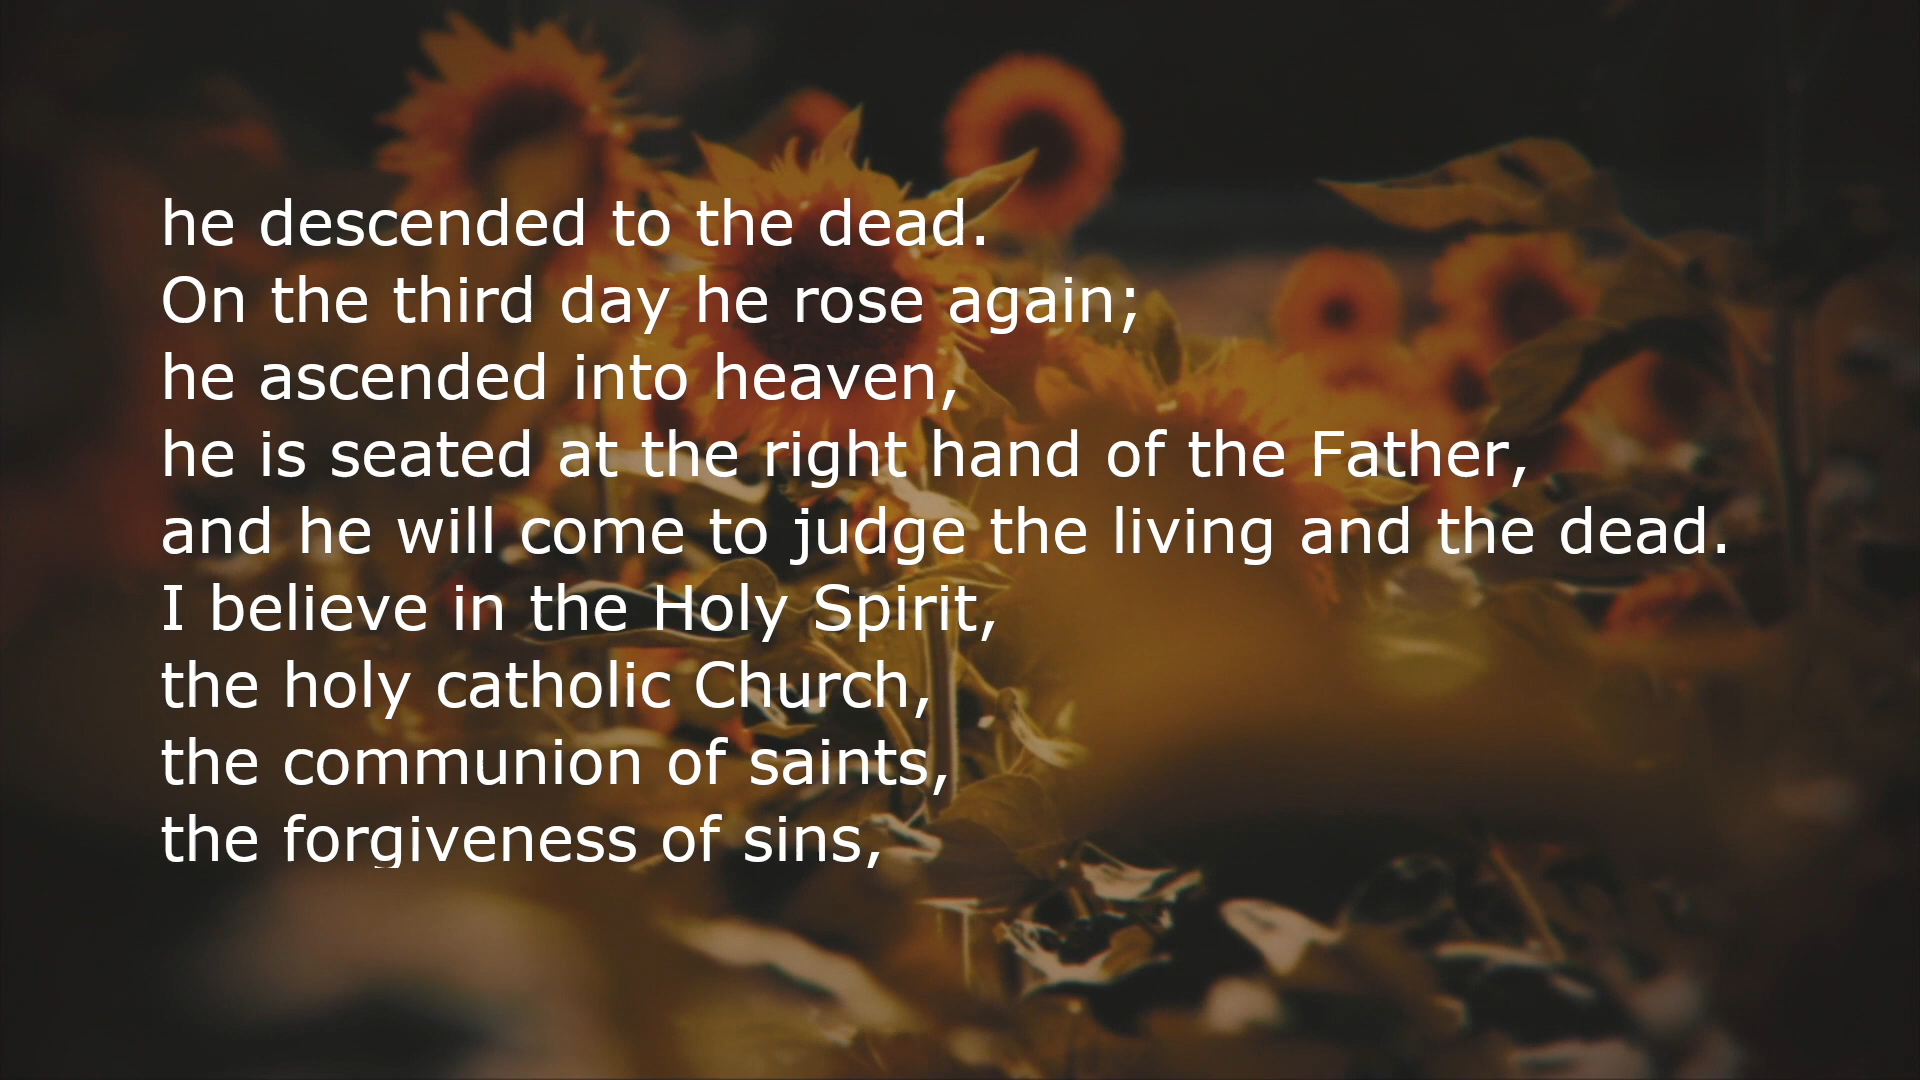 he descended to the dead.
On the third day he rose again;
he ascended into heaven,
he is seated at the right hand of the Father,
and he will come to judge the living and the dead.
I believe in the Holy Spirit,
the holy catholic Church,
the communion of saints,
the forgiveness of sins,